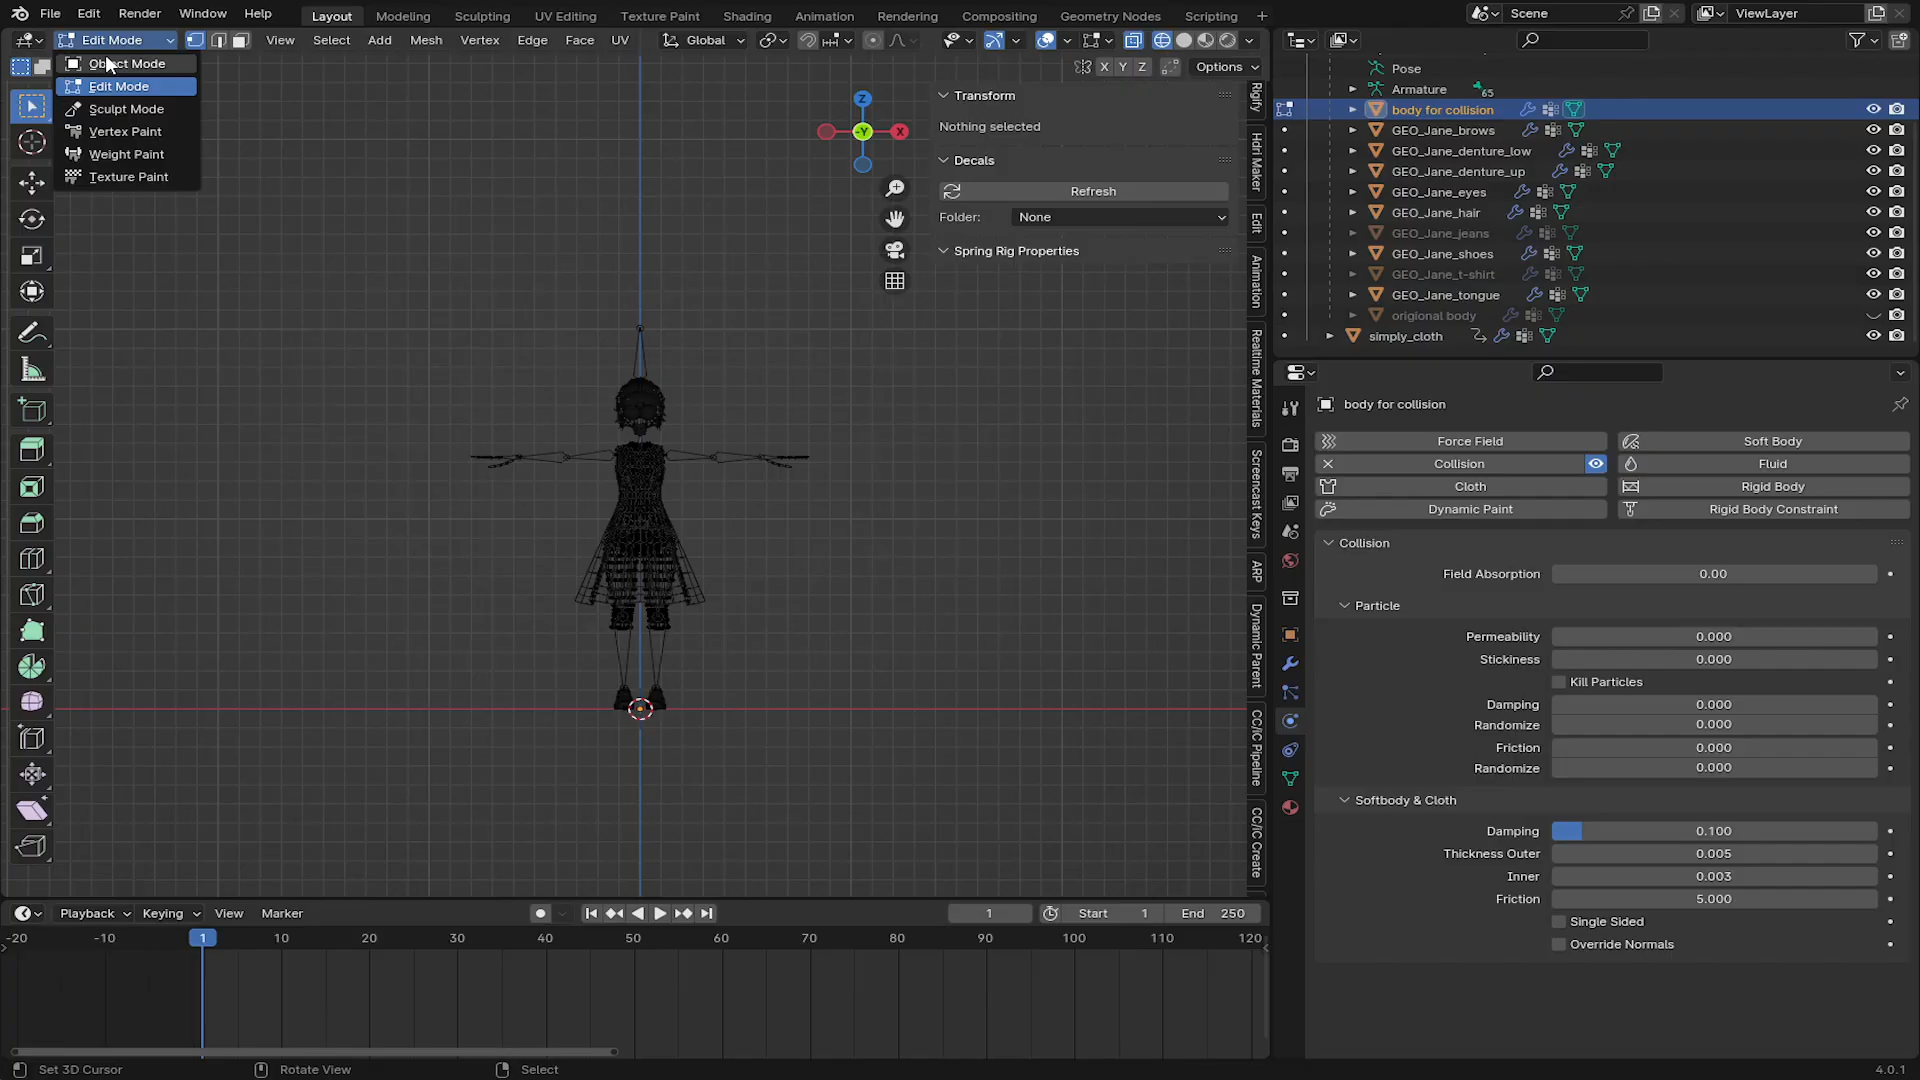 File Edit Render Window Help Layout Modeling Sculpting UV Editing Texture Paint Shading Animation Rendering Compositing Geometry Nodes Scripting + Scene ViewLayer
Edit Mode View Select Add Mesh Vertex Edge Face UV Global
X Y Z Options
Object Mode
Edit Mode
Sculpt Mode
Vertex Paint
Weight Paint
Texture Paint
Z
-Y
X
Transform
Nothing selected
Decals
Refresh
Folder: None
Spring Rig Properties
Rigify
Hdri Maker
Edit
Animation
Realtime Materials
Screencast Keys
ARP
Dynamic Parent
CC/iC Pipeline
CC/iC Create
Pose
Armature 65
body for collision
GEO_Jane_brows
GEO_Jane_denture_low
GEO_Jane_denture_up
GEO_Jane_eyes
GEO_Jane_hair
GEO_Jane_jeans
GEO_Jane_shoes
GEO_Jane_t-shirt
GEO_Jane_tongue
origional body
simply_cloth
body for collision
Force Field Soft Body
Collision Fluid
Cloth Rigid Body
Dynamic Paint Rigid Body Constraint
Collision
Field Absorption 0.00
Particle
Permeability 0.000
Stickiness 0.000
Kill Particles
Damping 0.000
Randomize 0.000
Friction 0.000
Randomize 0.000
Softbody & Cloth
Damping 0.100
Thickness Outer 0.005
Inner 0.003
Friction 5.000
Single Sided
Override Normals
Playback Keying View Marker 1 Start 1 End 250
-20 -10 1 10 20 30 40 50 60 70 80 90 100 110 120
Set 3D Cursor Rotate View Select 4.0.1